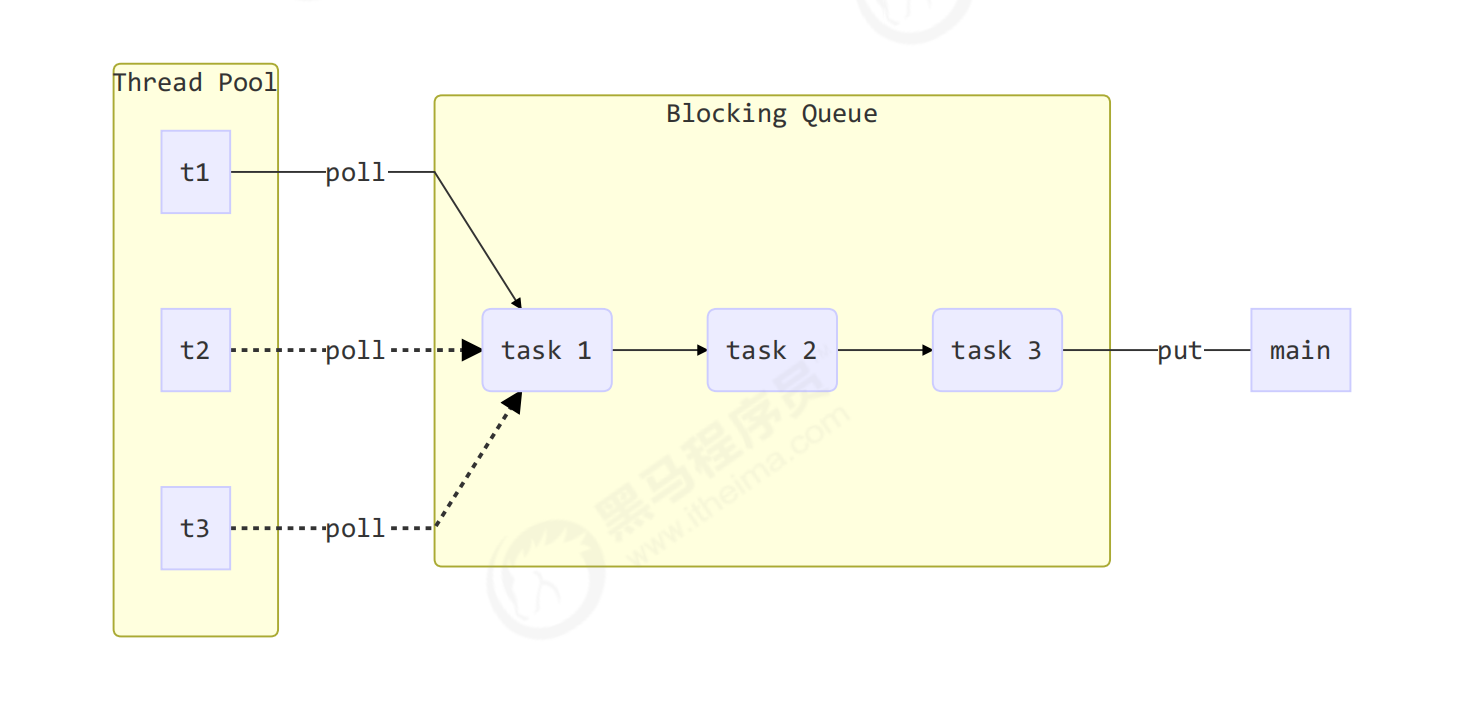 Thread Pool
Blocking Queue
t1
poll
t2
poll
task 1
task 2
task 3
put
main
t3
poll
黑马程序员
www.itheima.com